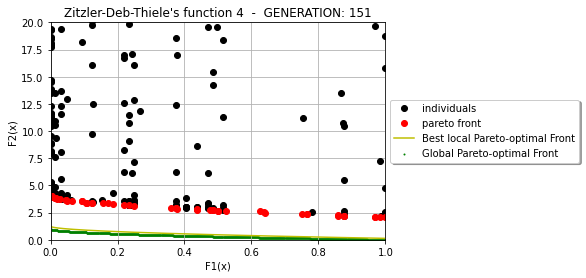 Zitzler-Deb-Thiele's function 4 - GENERATION: 151
20.0
17.5
15.0
12.5
10.0
7.5
5.0
2.5
0.0
F2(x)
0.0 0.2 0.4 0.6 0.8 1.0
F1(x)
individuals
pareto front
Best local Pareto-optimal Front
Global Pareto-optimal Front